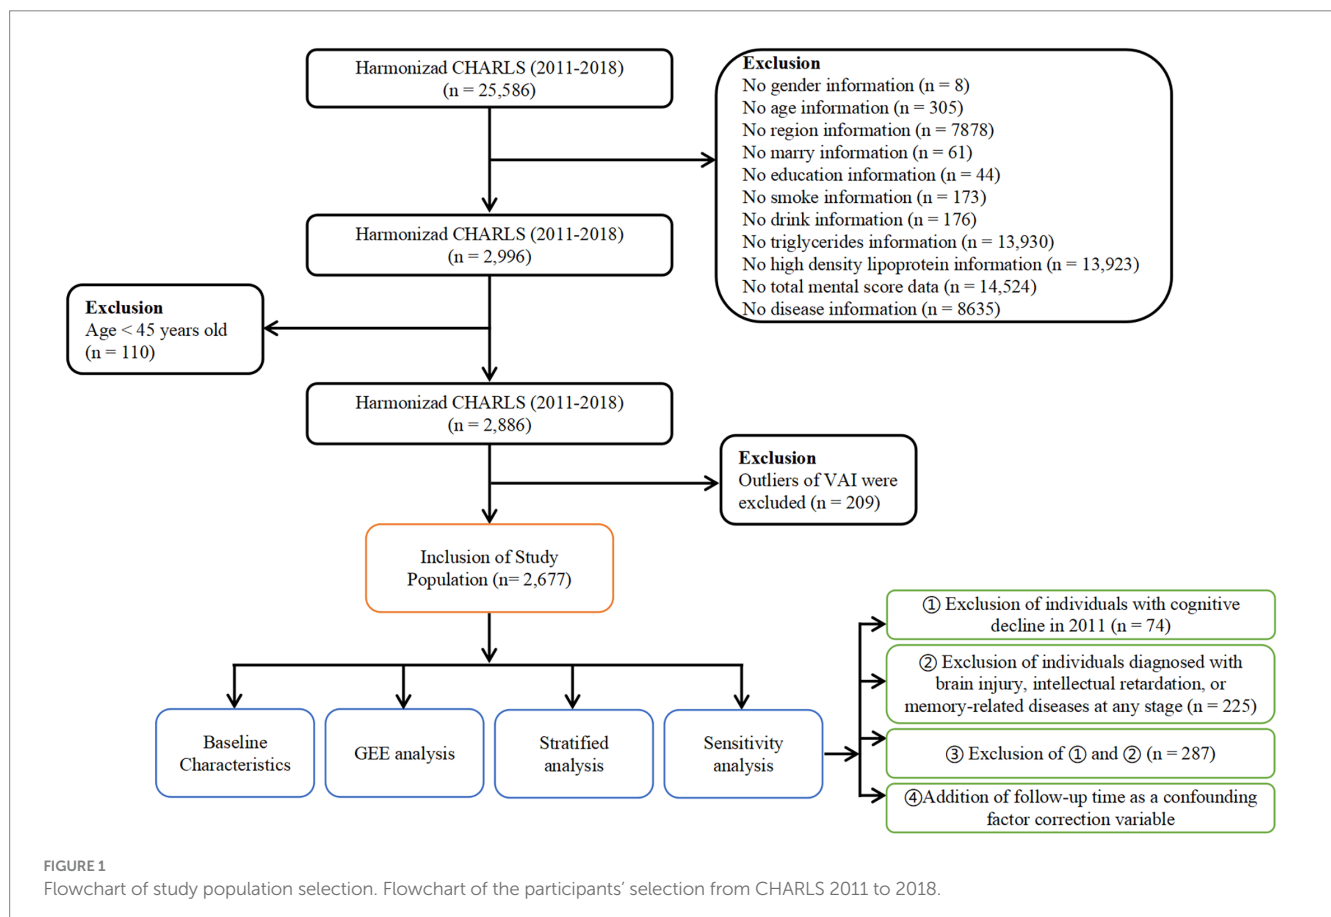 Harmonizad CHARLS (2011-2018)
(n = 25,586)
Exclusion
No gender information (n = 8)
No age information (n = 305)
No region information (n = 7878)
No marry information (n = 61)
No education information (n = 44)
No smoke information (n = 173)
No drink information (n = 176)
No triglycerides information (n = 13,930)
No high density lipoprotein information (n = 13,923)
No total mental score data (n = 14,524)
No disease information (n = 8635)
Harmonizad CHARLS (2011-2018)
(n = 2,996)
Exclusion
Age < 45 years old
(n = 110)
Harmonizad CHARLS (2011-2018)
(n = 2,886)
Exclusion
Outliers of VAI were
excluded (n = 209)
Inclusion of Study
Population (n= 2,677)
Baseline
Characteristics
GEE analysis
Stratified
analysis
Sensitivity
analysis
① Exclusion of individuals with cognitive
decline in 2011 (n = 74)
② Exclusion of individuals diagnosed with
brain injury, intellectual retardation, or
memory-related diseases at any stage (n = 225)
③ Exclusion of ① and ② (n = 287)
④Addition of follow-up time as a confounding
factor correction variable
FIGURE 1
Flowchart of study population selection. Flowchart of the participants' selection from CHARLS 2011 to 2018.